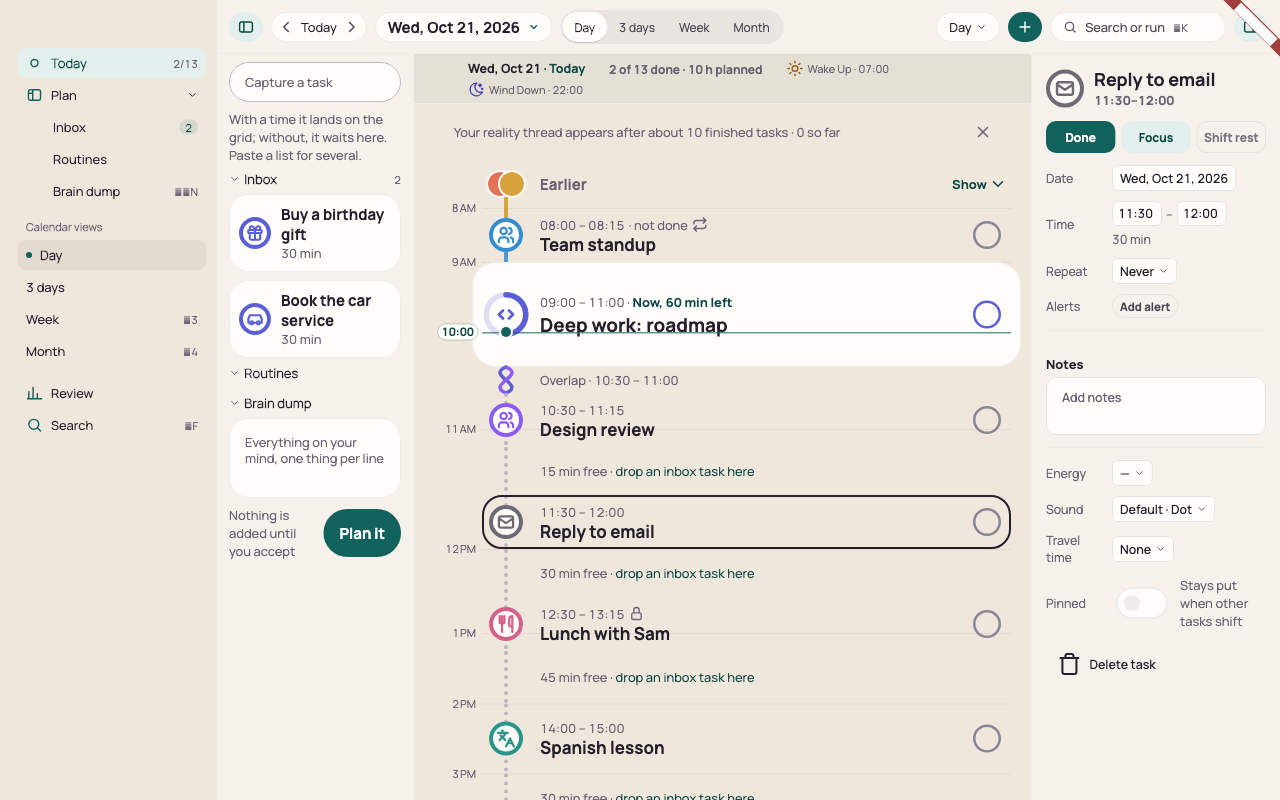 Today 2/13
Plan
Inbox 2
Routines
Brain dump N
Calendar views
Day
3 days
Week 3
Month 4
Review
Search F
Today
Wed, Oct 21, 2026
Day 3 days Week Month
Day
Search or run K
Capture a task
With a time it lands on the
grid; without, it waits here.
Paste a list for several.
Inbox 2
Buy a birthday
gift
30 min
Book the car
service
30 min
Routines
Brain dump
Everything on your
mind, one thing per line
Nothing is
added until
you accept
Plan it
Wed, Oct 21 · Today 2 of 13 done · 10 h planned Wake Up · 07:00
Wind Down · 22:00
Your reality thread appears after about 10 finished tasks · 0 so far
Earlier Show
8 AM
08:00 – 08:15 · not done
Team standup
9 AM
09:00 – 11:00 · Now, 60 min left
Deep work: roadmap
10:00
Overlap · 10:30 – 11:00
10:30 – 11:15
Design review
11 AM
15 min free · drop an inbox task here
11:30 – 12:00
Reply to email
12 PM
30 min free · drop an inbox task here
12:30 – 13:15
Lunch with Sam
1 PM
45 min free · drop an inbox task here
2 PM
14:00 – 15:00
Spanish lesson
3 PM
30 min free · drop an inbox task here
Reply to email
11:30–12:00
Done Focus Shift rest
Date Wed, Oct 21, 2026
Time 11:30 – 12:00
30 min
Repeat Never
Alerts Add alert
Notes
Add notes
Energy –
Sound Default · Dot
Travel
time
None
Pinned
Stays put
when other
tasks shift
Delete task